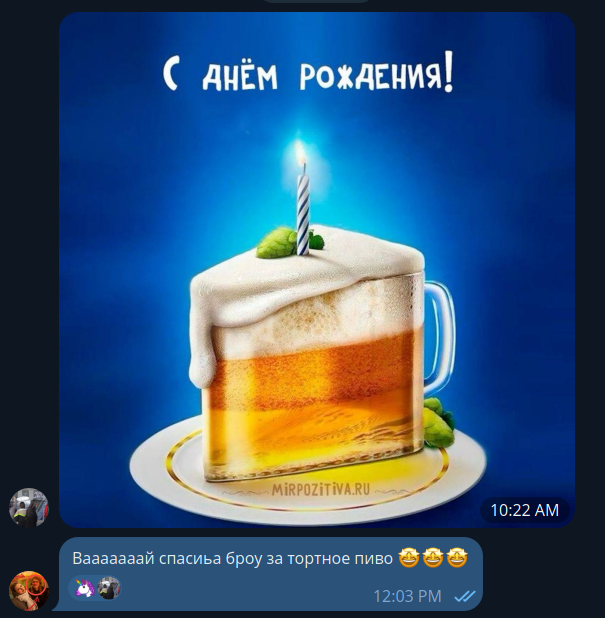 С ДНЁМ РОЖДЕНИЯ!
MiRPOZiTiVA.RU
10:22 AM
Вааааааай спасиьа броу за тортное пиво 🤩🤩🤩
12:03 PM